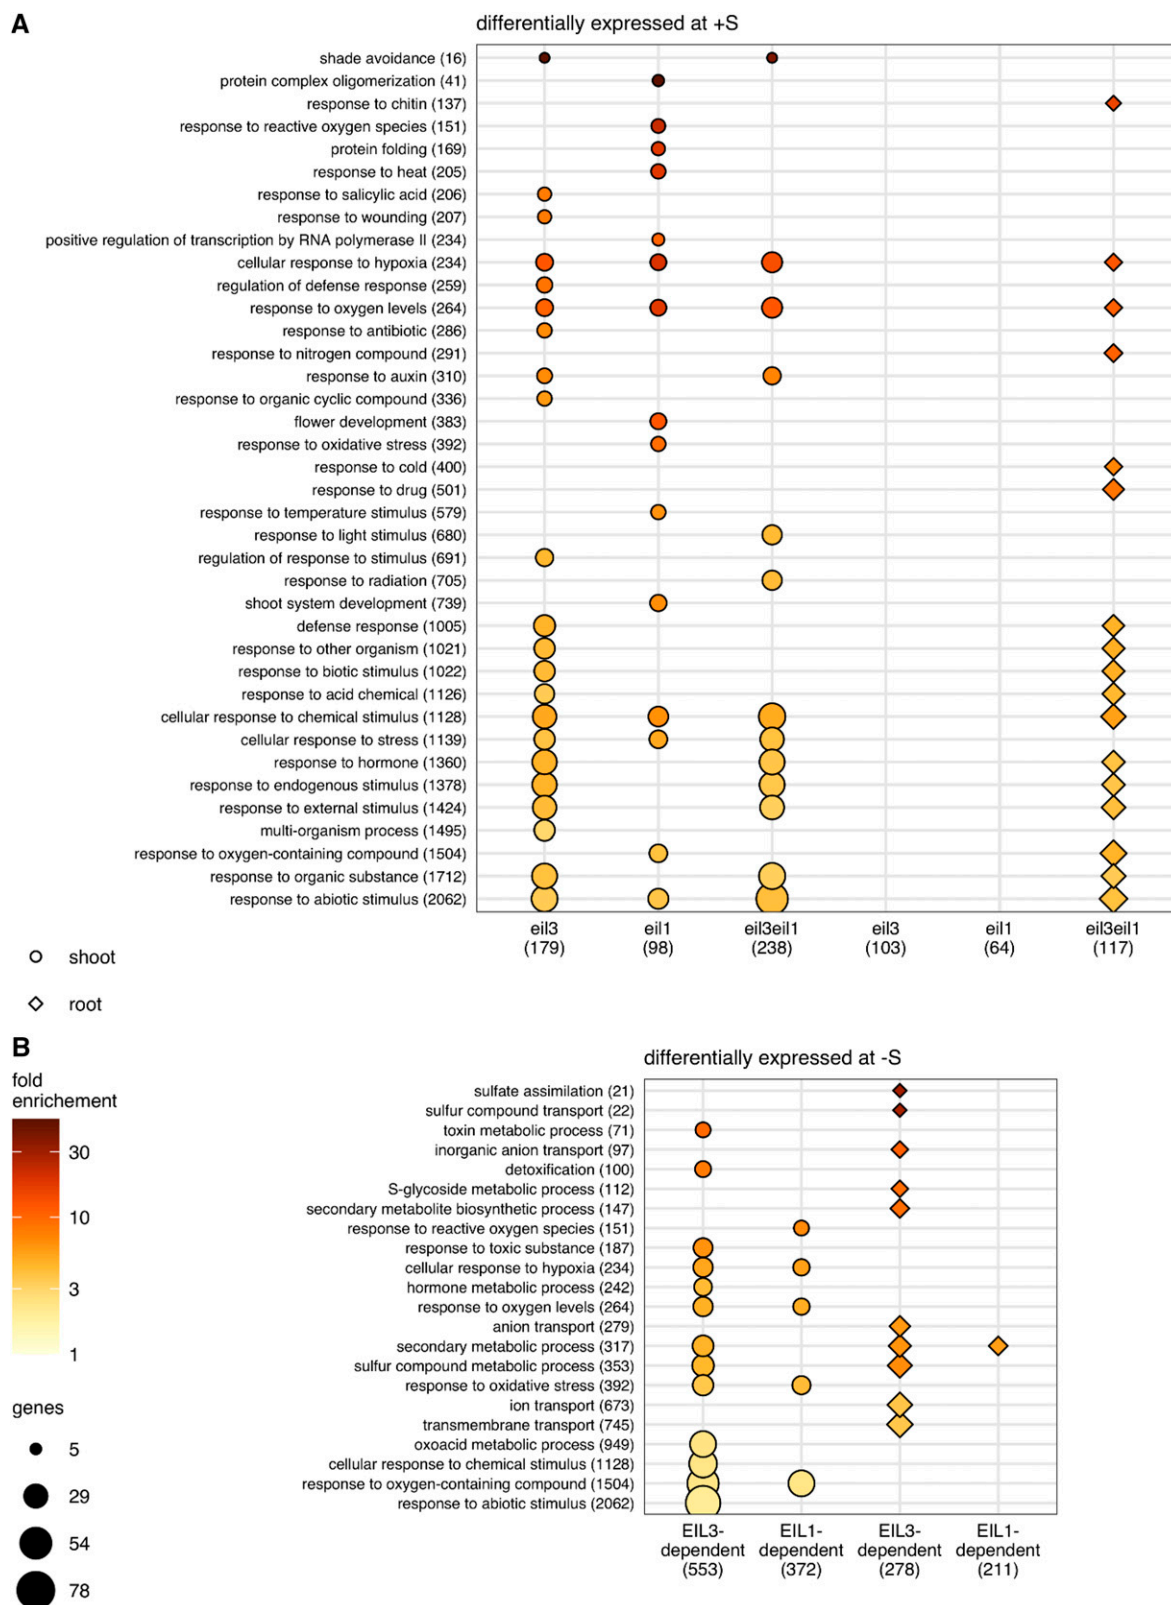 A
differentially expressed at +S
shade avoidance (16)
protein complex oligomerization (41)
response to chitin (137)
response to reactive oxygen species (151)
protein folding (169)
response to heat (205)
response to salicylic acid (206)
response to wounding (207)
positive regulation of transcription by RNA polymerase II (234)
cellular response to hypoxia (234)
regulation of defense response (259)
response to oxygen levels (264)
response to antibiotic (286)
response to nitrogen compound (291)
response to auxin (310)
response to organic cyclic compound (336)
flower development (383)
response to oxidative stress (392)
response to cold (400)
response to drug (501)
response to temperature stimulus (579)
response to light stimulus (680)
regulation of response to stimulus (691)
response to radiation (705)
shoot system development (739)
defense response (1005)
response to other organism (1021)
response to biotic stimulus (1022)
response to acid chemical (1126)
cellular response to chemical stimulus (1128)
cellular response to stress (1139)
response to hormone (1360)
response to endogenous stimulus (1378)
response to external stimulus (1424)
multi-organism process (1495)
response to oxygen-containing compound (1504)
response to organic substance (1712)
response to abiotic stimulus (2062)
eil3 eil1 eil3eil1 eil3 eil1 eil3eil1
(179) (98) (238) (103) (64) (117)
shoot
root
B
differentially expressed at -S
fold
enrichement
30
10
3
1
genes
5
29
54
78
sulfate assimilation (21)
sulfur compound transport (22)
toxin metabolic process (71)
inorganic anion transport (97)
detoxification (100)
S-glycoside metabolic process (112)
secondary metabolite biosynthetic process (147)
response to reactive oxygen species (151)
response to toxic substance (187)
cellular response to hypoxia (234)
hormone metabolic process (242)
response to oxygen levels (264)
anion transport (279)
secondary metabolic process (317)
sulfur compound metabolic process (353)
response to oxidative stress (392)
ion transport (673)
transmembrane transport (745)
oxoacid metabolic process (949)
cellular response to chemical stimulus (1128)
response to oxygen-containing compound (1504)
response to abiotic stimulus (2062)
EIL3- EIL1- EIL3- EIL1-
dependent dependent dependent dependent
(553) (372) (278) (211)